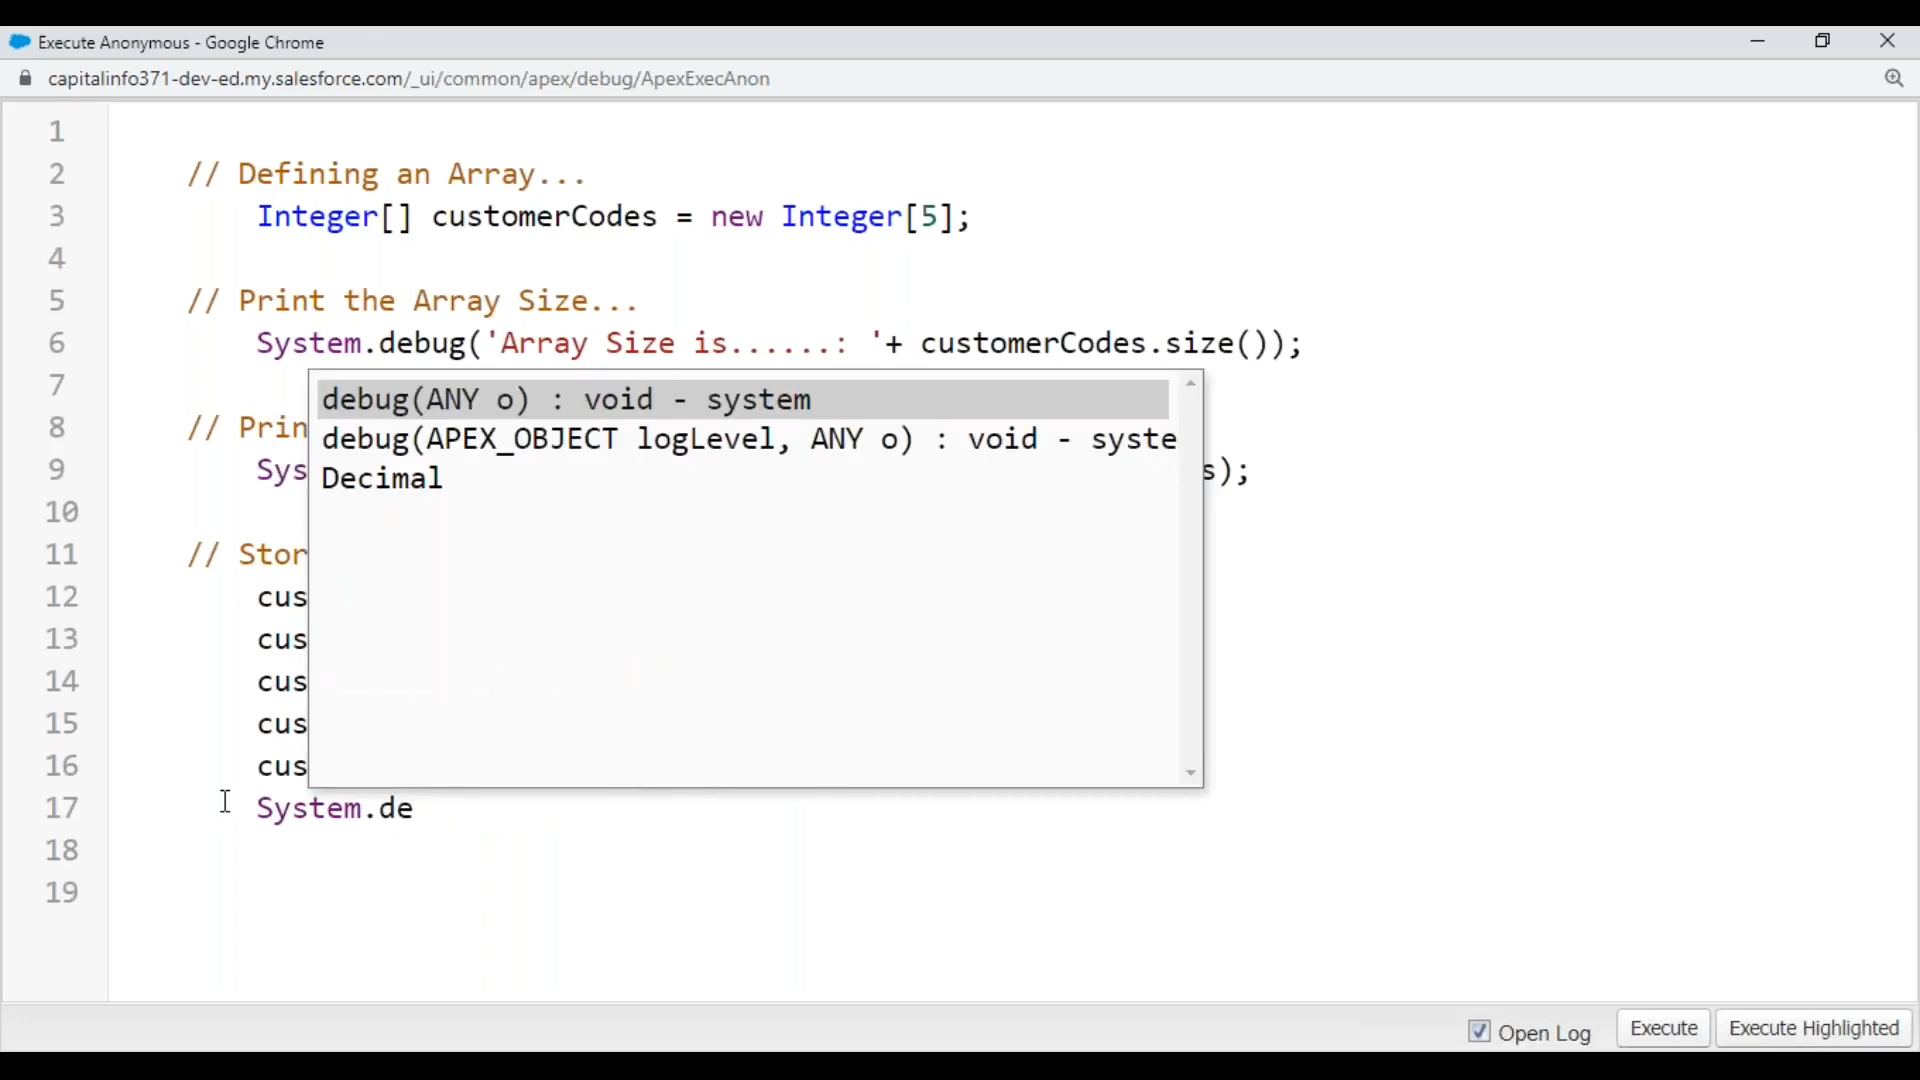 Execute Anonymous - Google Chrome
capitalinfo371-dev-ed.my.salesforce.com/_ui/common/apex/debug/ApexExecAnon
1
2 // Defining an Array...
3 Integer[] customerCodes = new Integer[5];
4
5 // Print the Array Size...
6 System.debug('Array Size is......: '+ customerCodes.size());
7
debug(ANY o) : void - system
8 // Prin
debug(APEX_OBJECT logLevel, ANY o) : void - syste
9 Sys s);
Decimal
10
11 // Stor
12 cus
13 cus
14 cus
15 cus
16 cus
17 System.de
18
19
Open Log Execute Execute Highlighted